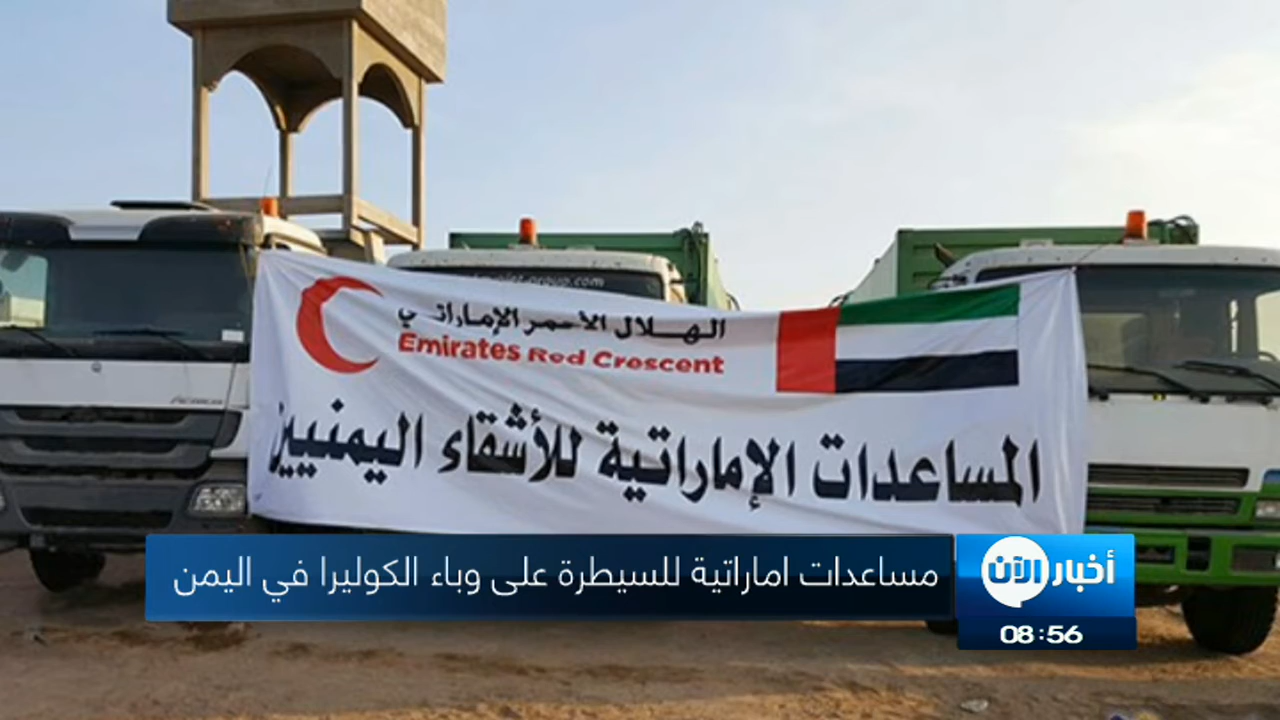 الهلال الأحمر الإماراتي
Emirates Red Crescent
المساعدات الإماراتية للأشقاء اليمنيين
مساعدات اماراتية للسيطرة على وباء الكوليرا في اليمن
أخبار الآن
08:56